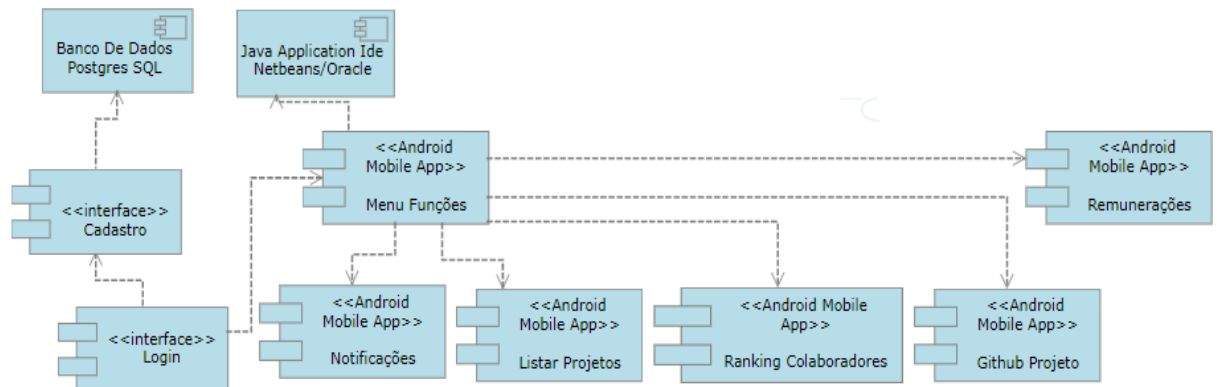 Banco De Dados
Postgres SQL
Java Application Ide
Netbeans/Oracle
<<Android
Mobile App>>
Menu Funções
<<Android
Mobile App>>
Remunerações
<<interface>>
Cadastro
<<interface>>
Login
<<Android
Mobile App>>
Notificações
<<Android
Mobile App>>
Listar Projetos
<<Android Mobile
App>>
Ranking Colaboradores
<<Android
Mobile App>>
Github Projeto